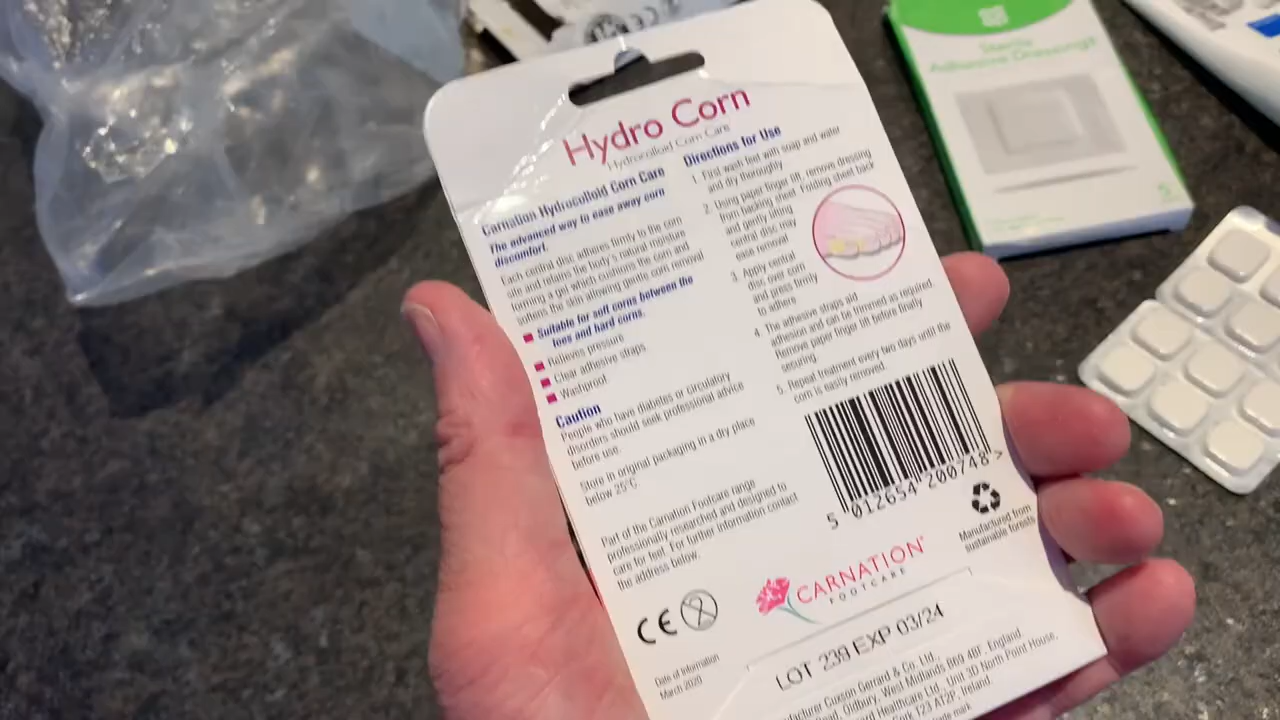 Hydro Corn
Hydrocolloid Corn Care
Carnation Hydrocolloid Corn Care
The advanced way to ease away corn
discomfort.
Each central disc adheres firmly to the corn
site and retains the body's natural moisture
forming a gel which cushions the corn and
softens the skin allowing gentle corn removal
Suitable for soft corns between the
toes and hard corns.
Relieves pressure
Clear adhesive straps
Washproof
Caution
People who have diabetes or circulatory
disorders should seek professional advice
before use.
Store in original packaging in a dry place
below 25°C.
Part of the Carnation Footcare range
professionally researched and designed to
care for feet. For further information contact
the address below.
CE
Date of Information
March 2020
Directions for Use
1. First wash feet with soap and water
and dry thoroughly.
2. Using paper finger lift, remove dressing
from backing sheet. Folding sheet back
and gently lifting
central disc, may
ease removal.
3. Apply central
disc over corn
and press firmly
to adhere
4. The adhesive straps aid
adhesion and can be trimmed as required.
Remove paper finger lift before firmly
securing.
5. Repeat treatment every two days until the
corn is easily removed.
5 012654 200748 >
Manufactured from
sustainable forests
CARNATION
FOOTCARE
LOT 239 EXP 03/24
Cuxson Gerrard & Co. Ltd.,
Oldbury, West Midlands B69 4BF, England.
Healthcare Ltd., Unit 3D North Point House,
Cork T23 AT2P, Ireland.
mark
Sterile
Adhesive Dressings
5